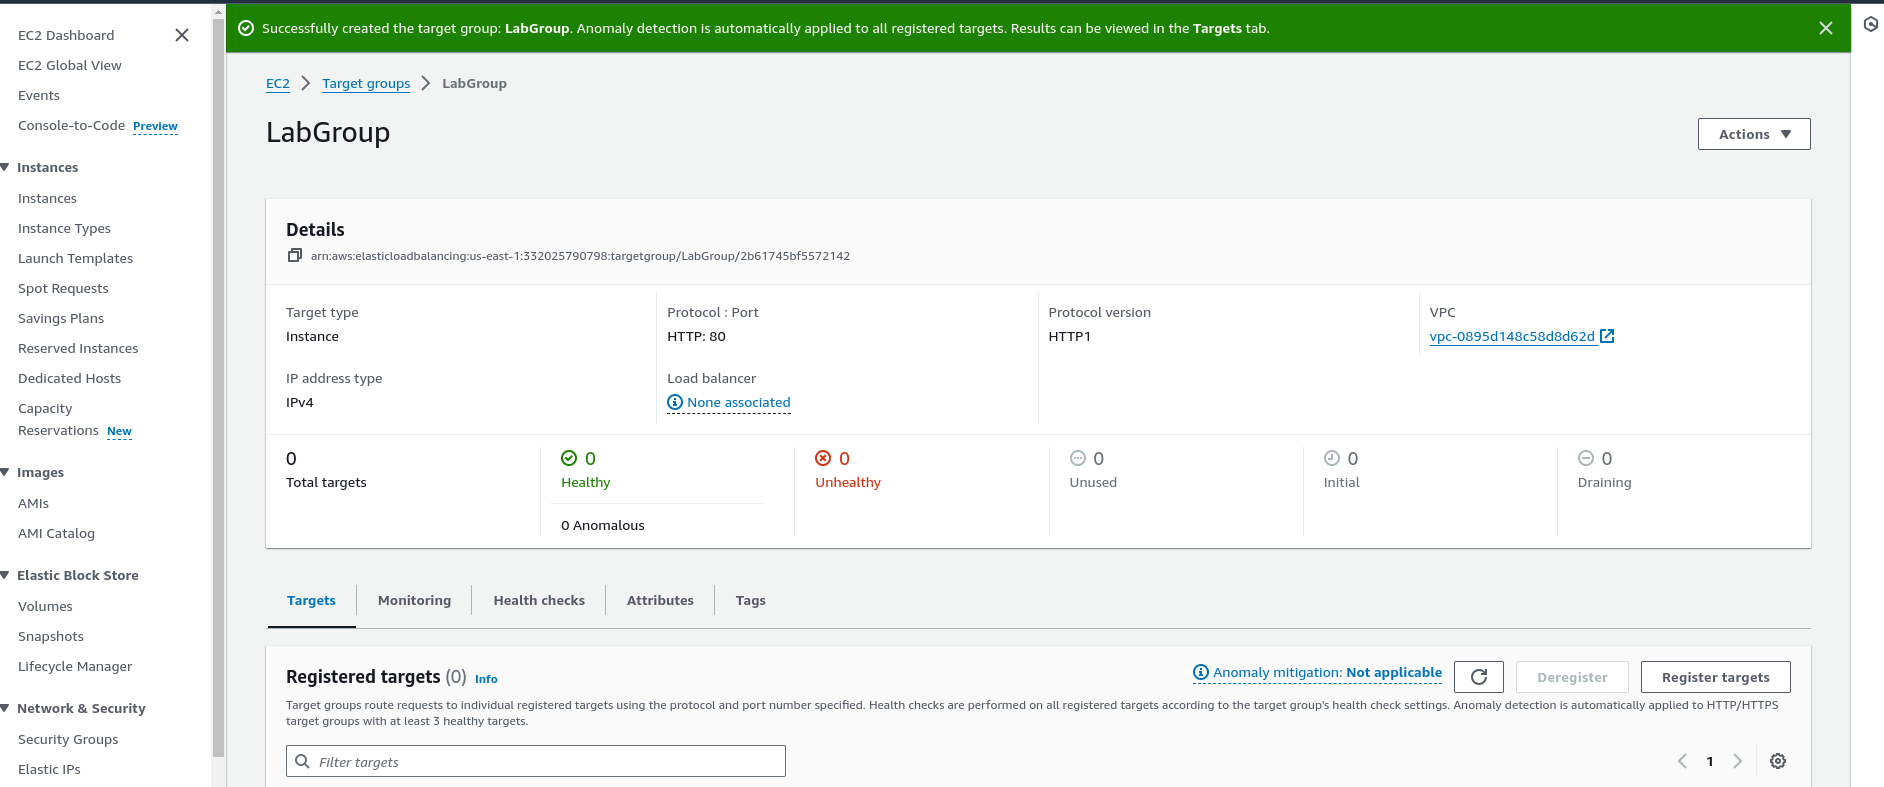 EC2 Dashboard
EC2 Global View
Events
Console-to-Code Preview
Instances
Instances
Instance Types
Launch Templates
Spot Requests
Savings Plans
Reserved Instances
Dedicated Hosts
Capacity
Reservations New
Images
AMIs
AMI Catalog
Elastic Block Store
Volumes
Snapshots
Lifecycle Manager
Network & Security
Security Groups
Elastic IPs
Successfully created the target group: LabGroup. Anomaly detection is automatically applied to all registered targets. Results can be viewed in the Targets tab.
EC2 > Target groups > LabGroup
LabGroup
Actions
Details
arn:aws:elasticloadbalancing:us-east-1:332025790798:targetgroup/LabGroup/2b61745bf5572142
Target type
Instance
Protocol : Port
HTTP: 80
Protocol version
HTTP1
VPC
vpc-0895d148c58d8d62d
IP address type
IPv4
Load balancer
None associated
0
Total targets
0
Healthy
0 Anomalous
0
Unhealthy
0
Unused
0
Initial
0
Draining
Targets
Monitoring
Health checks
Attributes
Tags
Registered targets (0) Info
Anomaly mitigation: Not applicable
Deregister
Register targets
Target groups route requests to individual registered targets using the protocol and port number specified. Health checks are performed on all registered targets according to the target group's health check settings. Anomaly detection is automatically applied to HTTP/HTTPS
target groups with at least 3 healthy targets.
Filter targets
1